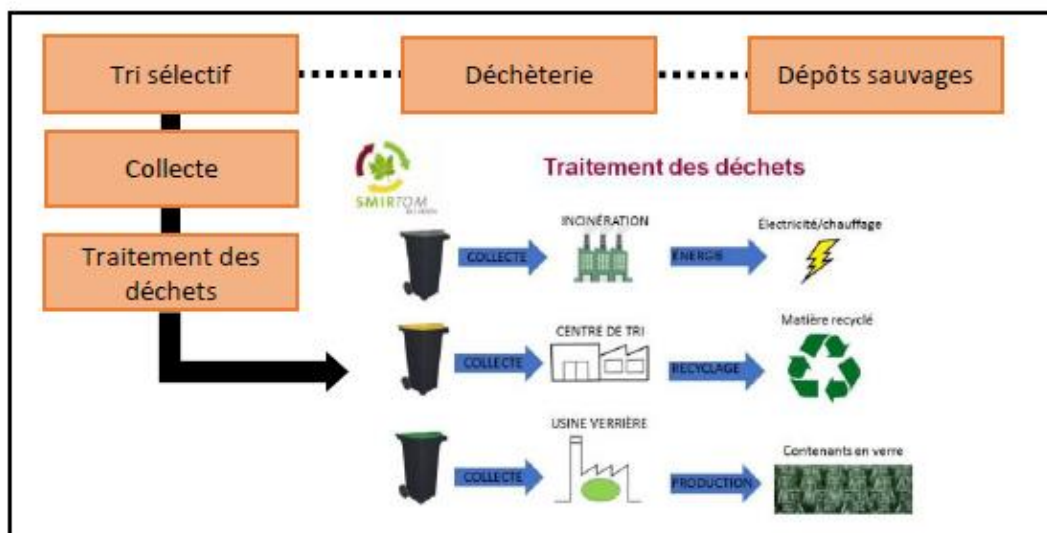 Tri sélectif
Déchèterie
Dépôts sauvages
Collecte
Traitement des
déchets
SMIRTOM
Traitement des déchets
INCINÉRATION
Électricité/chauffage
COLLECTE
ENERGIE
CENTRE DE TRI
Matière recyclé
COLLECTE
RECYCLAGE
USINE VERRIÈRE
Contenants en verre
COLLECTE
PRODUCTION